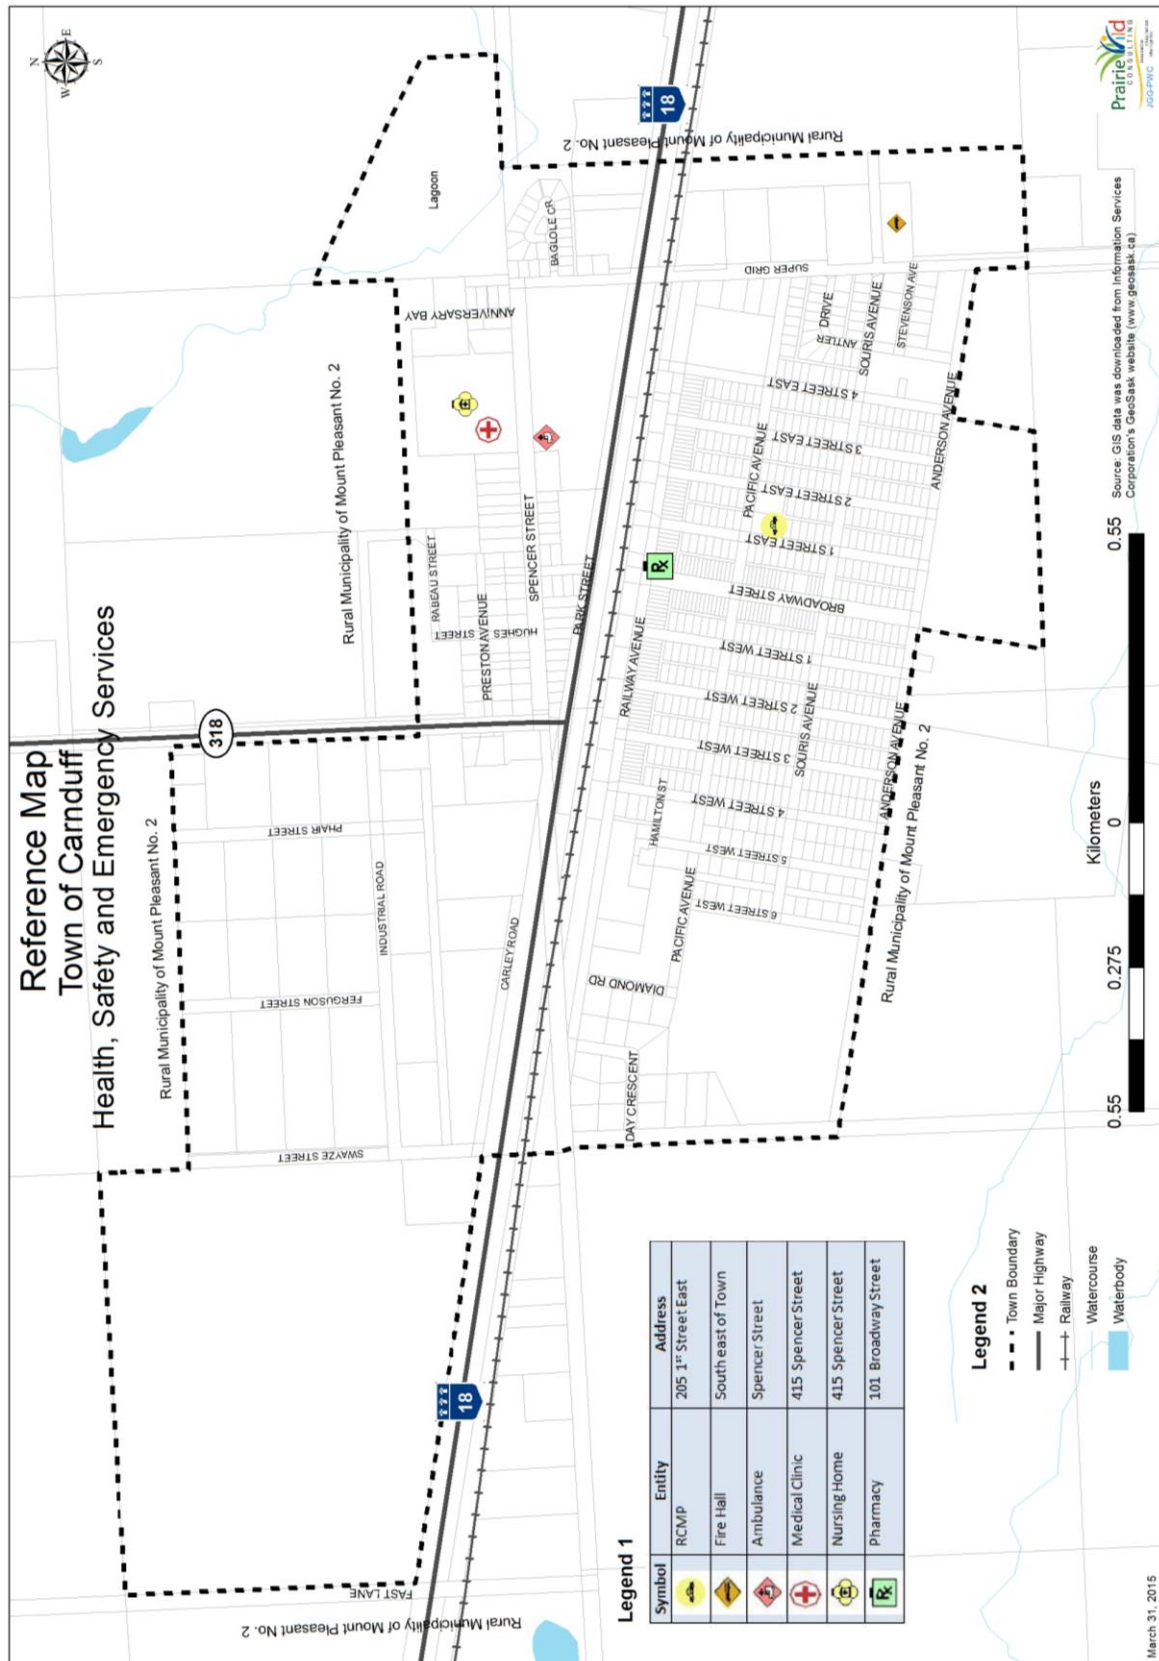 Reference Map
Town of Carnduff
Health, Safety and Emergency Services
N
E
S
W
Rural Municipality of Mount Pleasant No. 2
Rural Municipality of Mount Pleasant No. 2
Rural Municipality of Mount Pleasant No. 2
Rural Municipality of Mount Pleasant No. 2
Rural Municipality of Mount Pleasant No. 2
318
18
18
Lagoon
FAST LANE
SWAYZE STREET
FERGUSON STREET
PHAIR STREET
INDUSTRIAL ROAD
CARLEY ROAD
RABEAU STREET
PRESTON AVENUE
HUGHES STREET
SPENCER STREET
PARK STREET
ANNIVERSARY BAY
BAGLOLE CR
SUPER GRID
DAY CRESCENT
DIAMOND RD
PACIFIC AVENUE
HAMILTON ST
RAILWAY AVENUE
6 STREET WEST
5 STREET WEST
4 STREET WEST
3 STREET WEST
2 STREET WEST
1 STREET WEST
BROADWAY STREET
1 STREET EAST
2 STREET EAST
3 STREET EAST
4 STREET EAST
PACIFIC AVENUE
ANTLER
DRIVE
SOURIS AVENUE
SOURIS AVENUE
STEVENSON AVE
ANDERSON AVENUE
ANDERSON AVENUE
Rx
Legend 1
Symbol Entity Address
RCMP 205 1st Street East
Fire Hall Southeast of Town
Ambulance Spencer Street
Medical Clinic 415 Spencer Street
Nursing Home 415 Spencer Street
Rx Pharmacy 101 Broadway Street
Legend 2
Town Boundary
Major Highway
Railway
Watercourse
Waterbody
Kilometers
0.55 0.275 0 0.55
Source: GIS data was downloaded from Information Services
Corporation's GeoSask website (www.geosask.ca)
Prairie Wild
CONSULTING
JGG-PWC
March 31, 2015